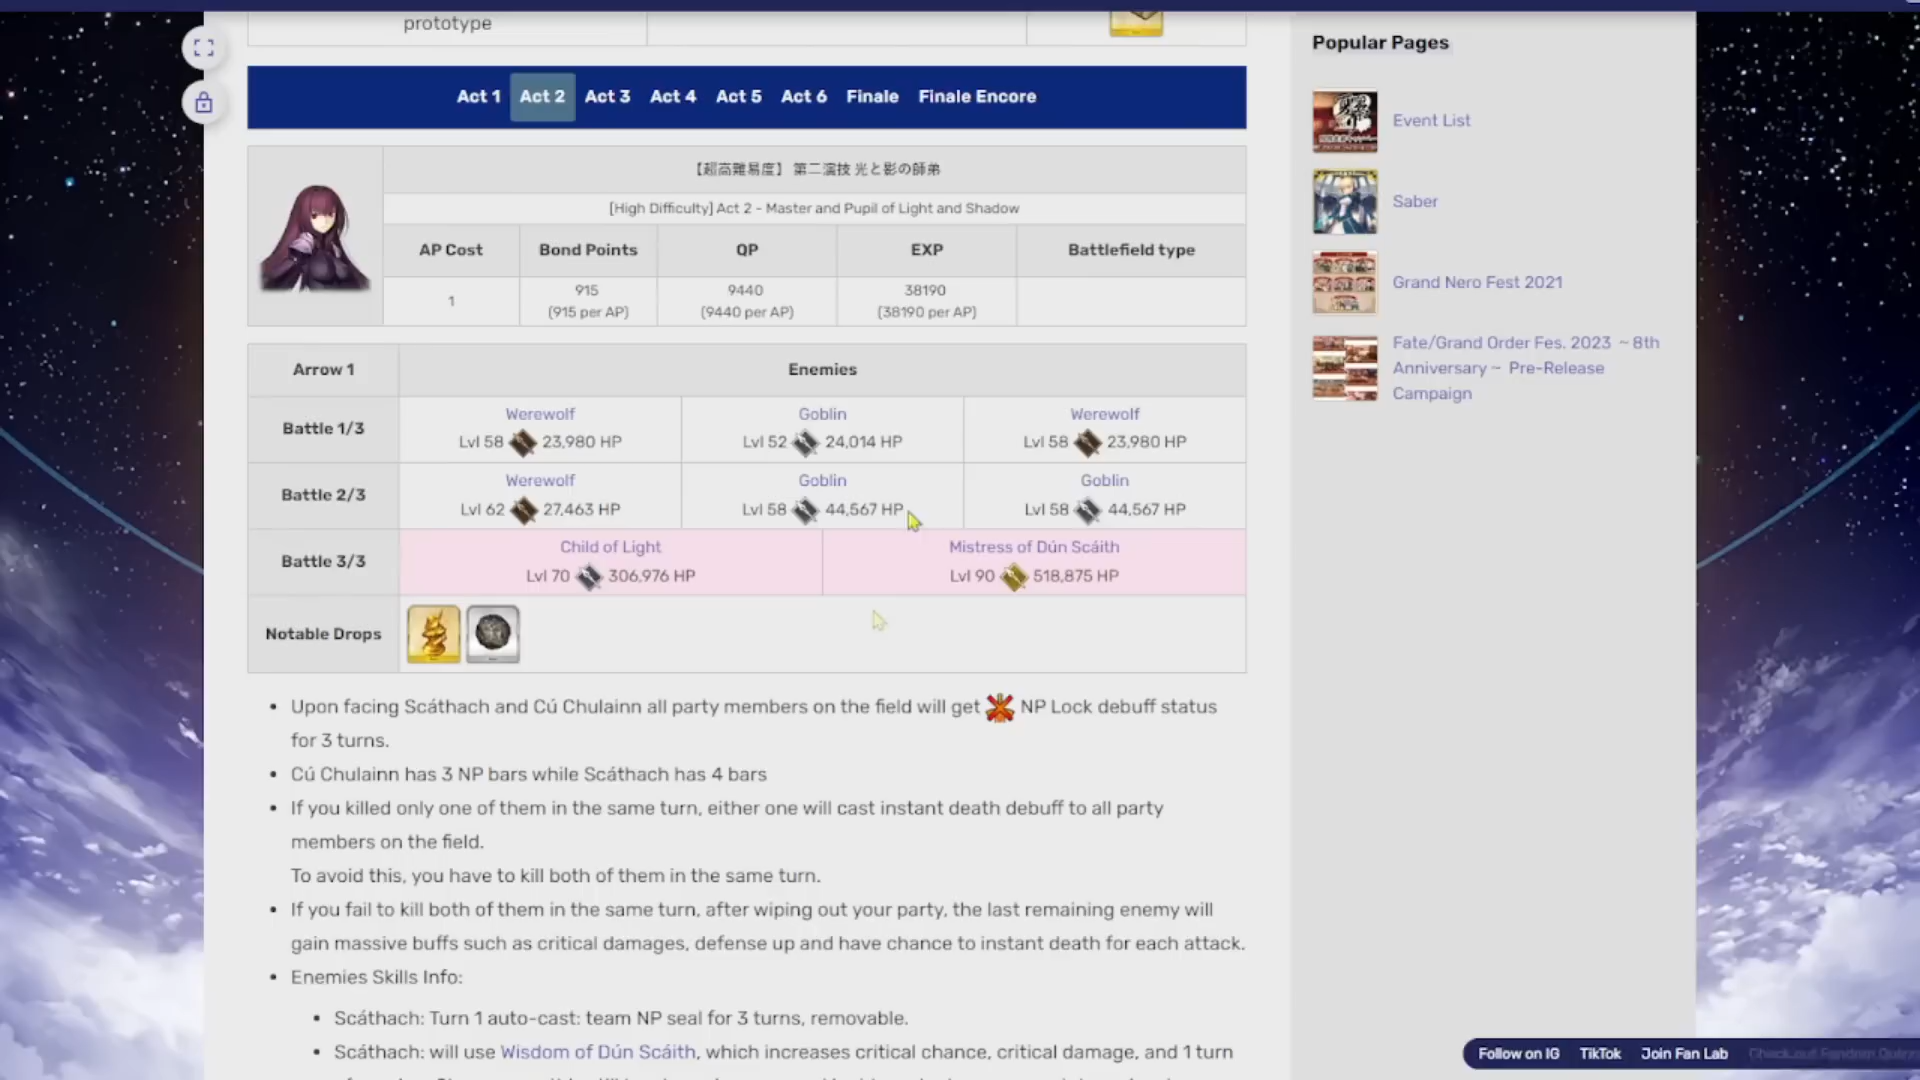 prototype
Act 1 Act 2 Act 3 Act 4 Act 5 Act 6 Finale Finale Encore
【超高難易度】 第二演技 光と影の師弟
[High Difficulty] Act 2 - Master and Pupil of Light and Shadow
AP Cost Bond Points QP EXP Battlefield type
1 915 9440 38190
(915 per AP) (9440 per AP) (38190 per AP)
Arrow 1 Enemies
Battle 1/3 Werewolf Goblin Werewolf
Lvl 58 23,980 HP Lvl 52 24,014 HP Lvl 58 23,980 HP
Battle 2/3 Werewolf Goblin Goblin
Lvl 62 27,463 HP Lvl 58 44,567 HP Lvl 58 44,567 HP
Battle 3/3 Child of Light Mistress of Dún Scáith
Lvl 70 306,976 HP Lvl 90 518,875 HP
Notable Drops
• Upon facing Scáthach and Cú Chulainn all party members on the field will get NP Lock debuff status
for 3 turns.
• Cú Chulainn has 3 NP bars while Scáthach has 4 bars
• If you killed only one of them in the same turn, either one will cast instant death debuff to all party
members on the field.
To avoid this, you have to kill both of them in the same turn.
• If you fail to kill both of them in the same turn, after wiping out your party, the last remaining enemy will
gain massive buffs such as critical damages, defense up and have chance to instant death for each attack.
• Enemies Skills Info:
• Scáthach: Turn 1 auto-cast: team NP seal for 3 turns, removable.
• Scáthach: will use Wisdom of Dún Scáith, which increases critical chance, critical damage, and 1 turn
Popular Pages
Event List
Saber
Grand Nero Fest 2021
Fate/Grand Order Fes. 2023 ~8th
Anniversary~ Pre-Release
Campaign
Follow on IG TikTok Join Fan Lab